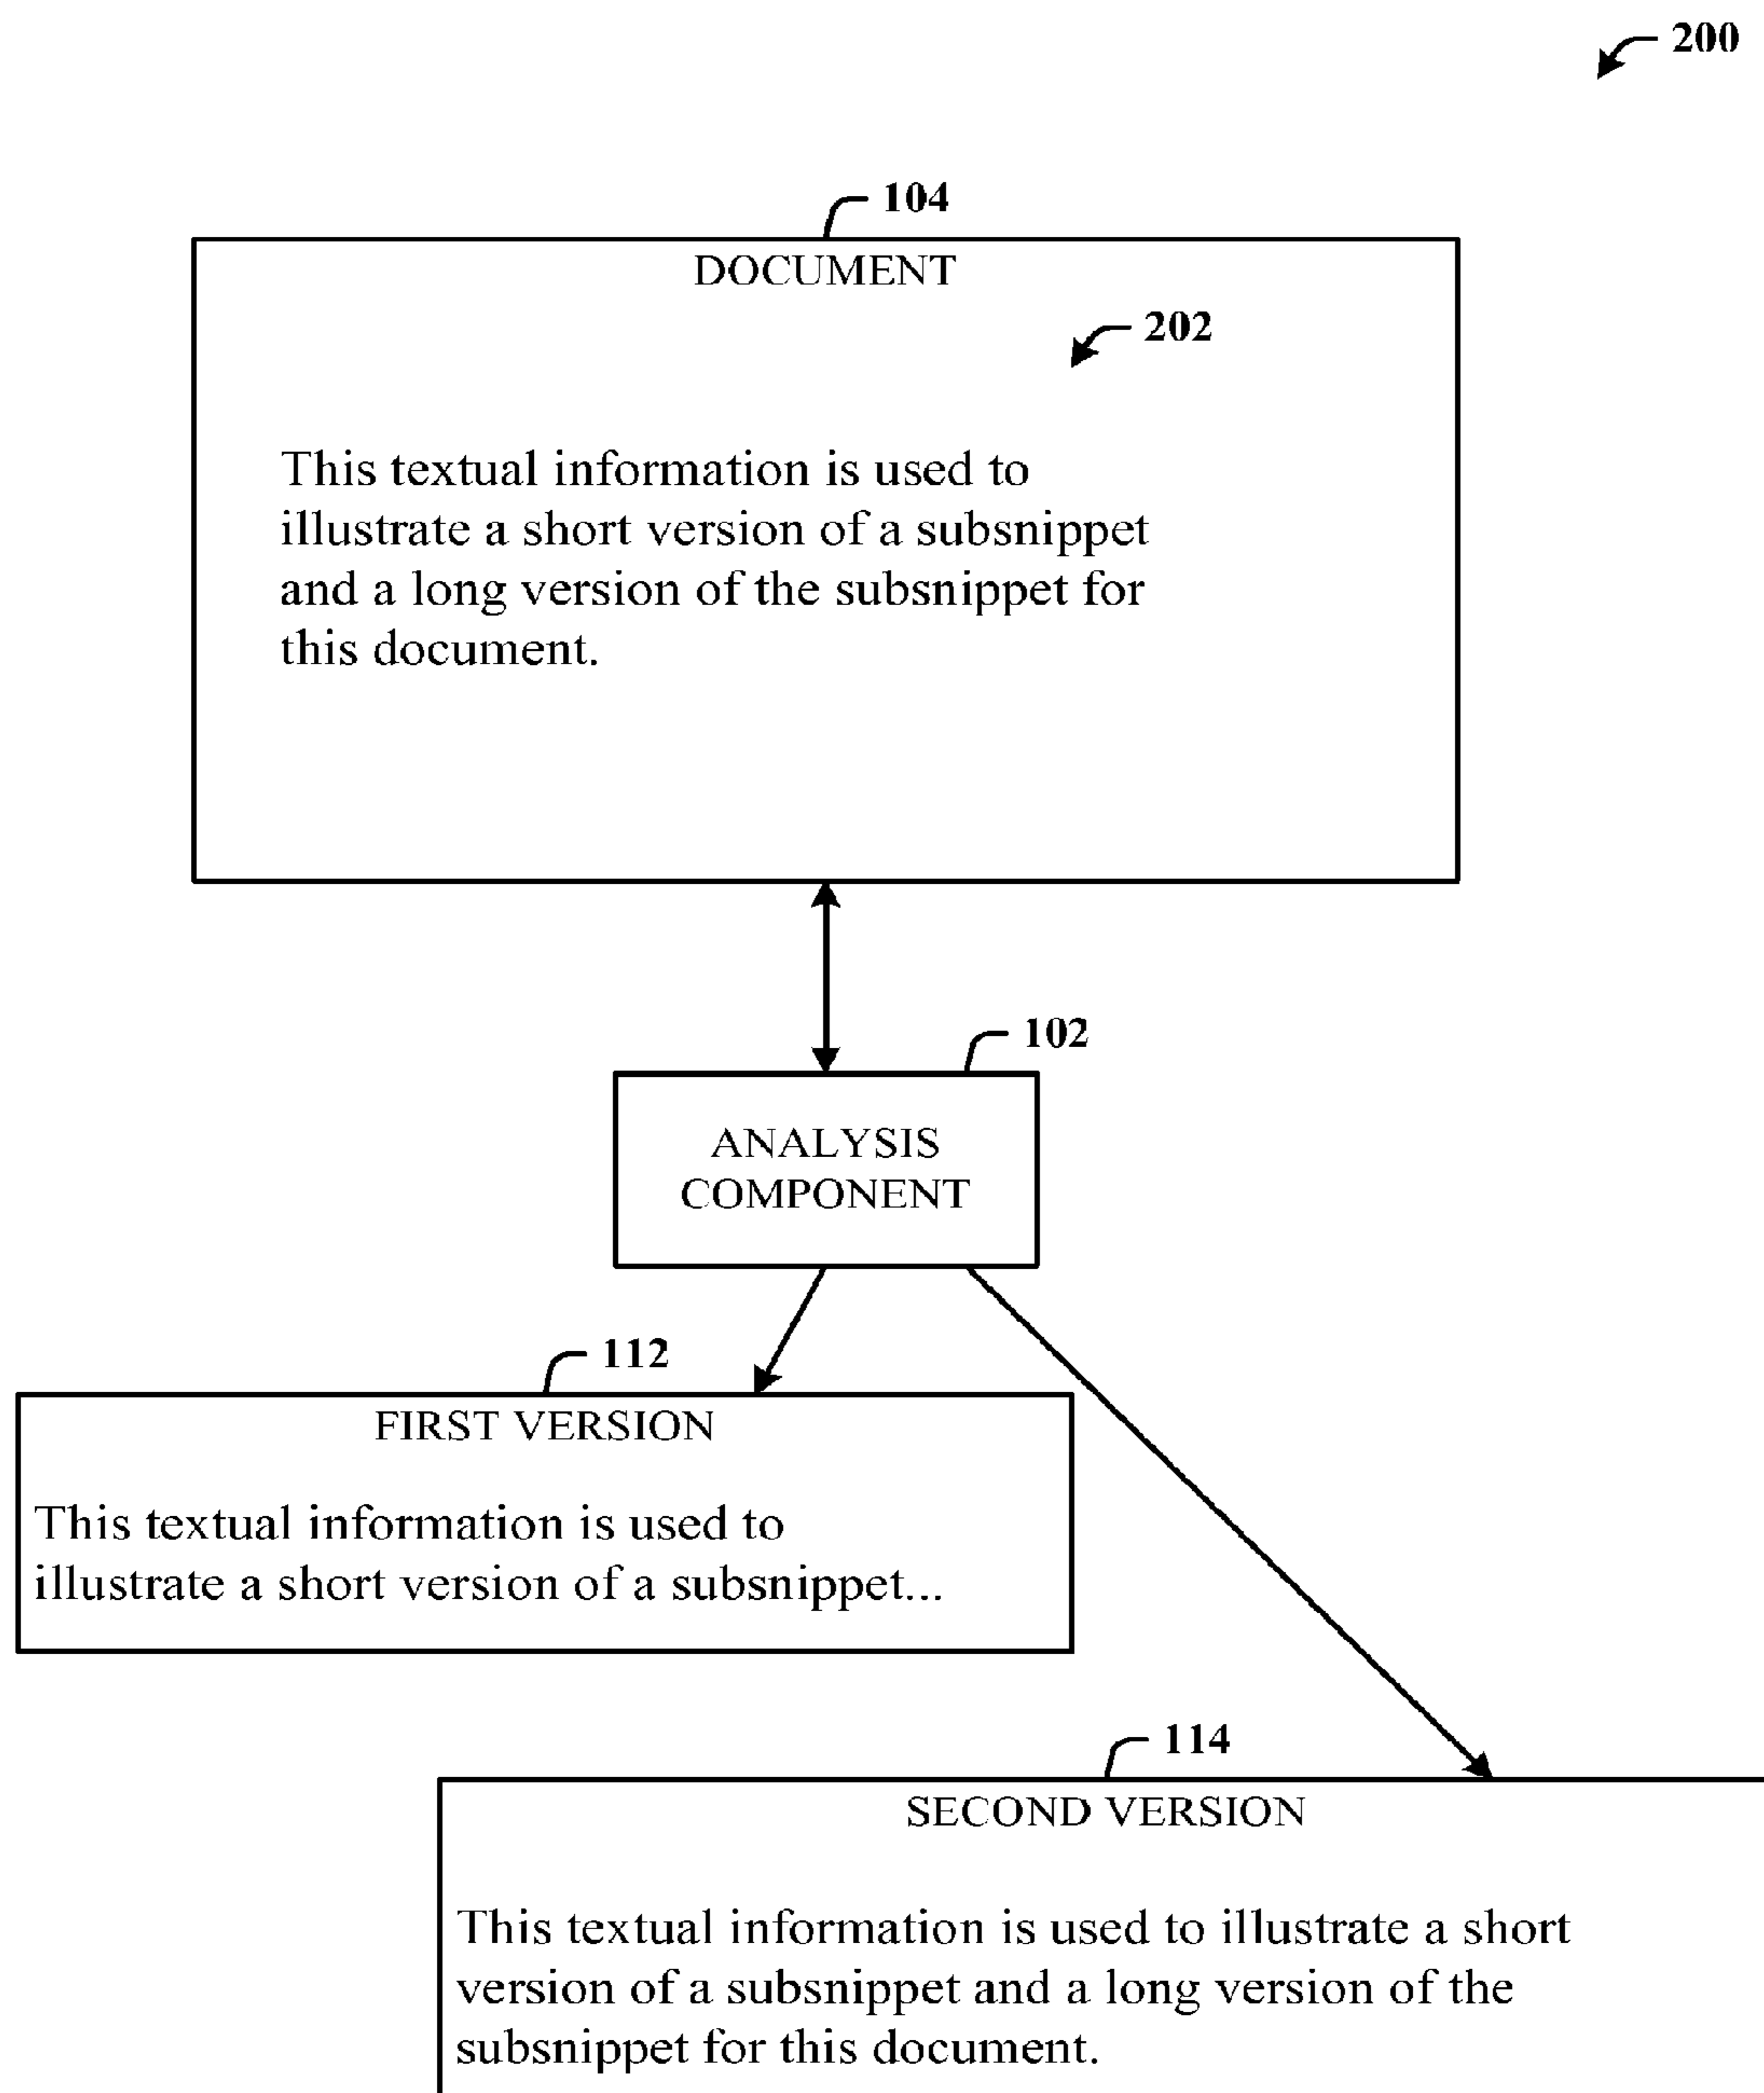 200
104
DOCUMENT
202
This textual information is used to
illustrate a short version of a subsnippet
and a long version of the subsnippet for
this document.
102
ANALYSIS
COMPONENT
112
FIRST VERSION
This textual information is used to
illustrate a short version of a subsnippet...
114
SECOND VERSION
This textual information is used to illustrate a short
version of a subsnippet and a long version of the
subsnippet for this document.